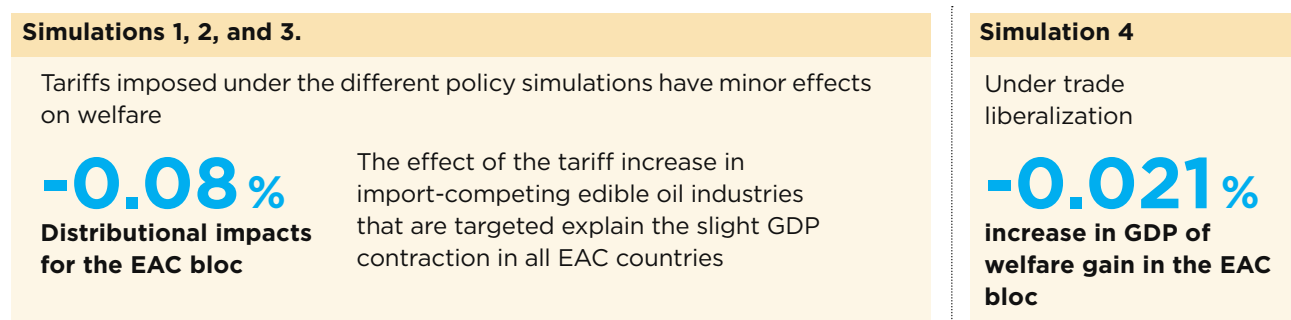 Simulations 1, 2, and 3.
Tariffs imposed under the different policy simulations have minor effects
on welfare
-0.08 %
Distributional impacts
for the EAC bloc
The effect of the tariff increase in
import-competing edible oil industries
that are targeted explain the slight GDP
contraction in all EAC countries
Simulation 4
Under trade
liberalization
-0.021 %
increase in GDP of
welfare gain in the EAC
bloc